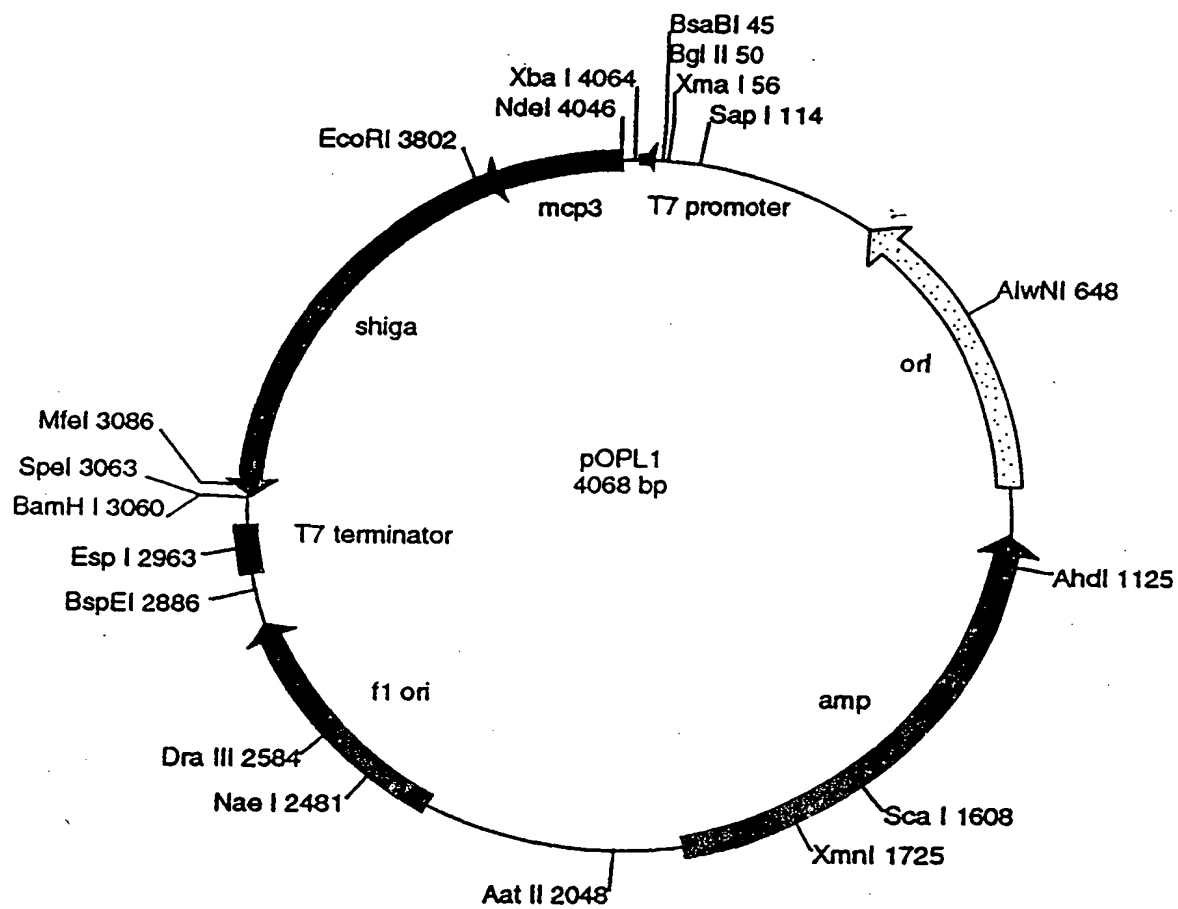 BsaBI 45
Bgl II 50
Xba I 4064
Xma I 56
NdeI 4046
Sap I 114
EcoRI 3802
mcp3
T7 promoter
AlwNI 648
shiga
ori
MfeI 3086
SpeI 3063
BamH I 3060
pOPL1
4068 bp
T7 terminator
Esp I 2963
BspEI 2886
AhdI 1125
f1 ori
amp
Dra III 2584
Nae I 2481
Sca I 1608
XmnI 1725
Aat II 2048